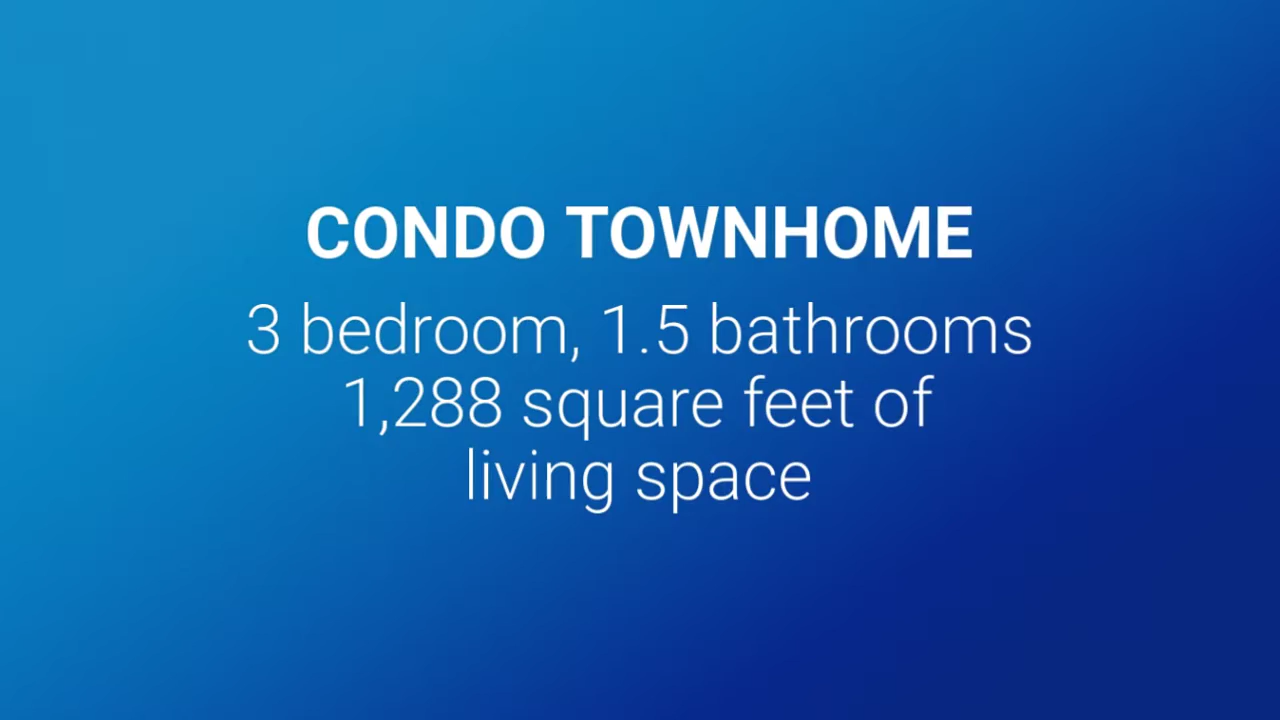 CONDO TOWNHOME
3 bedroom, 1.5 bathrooms
1,288 square feet of
living space